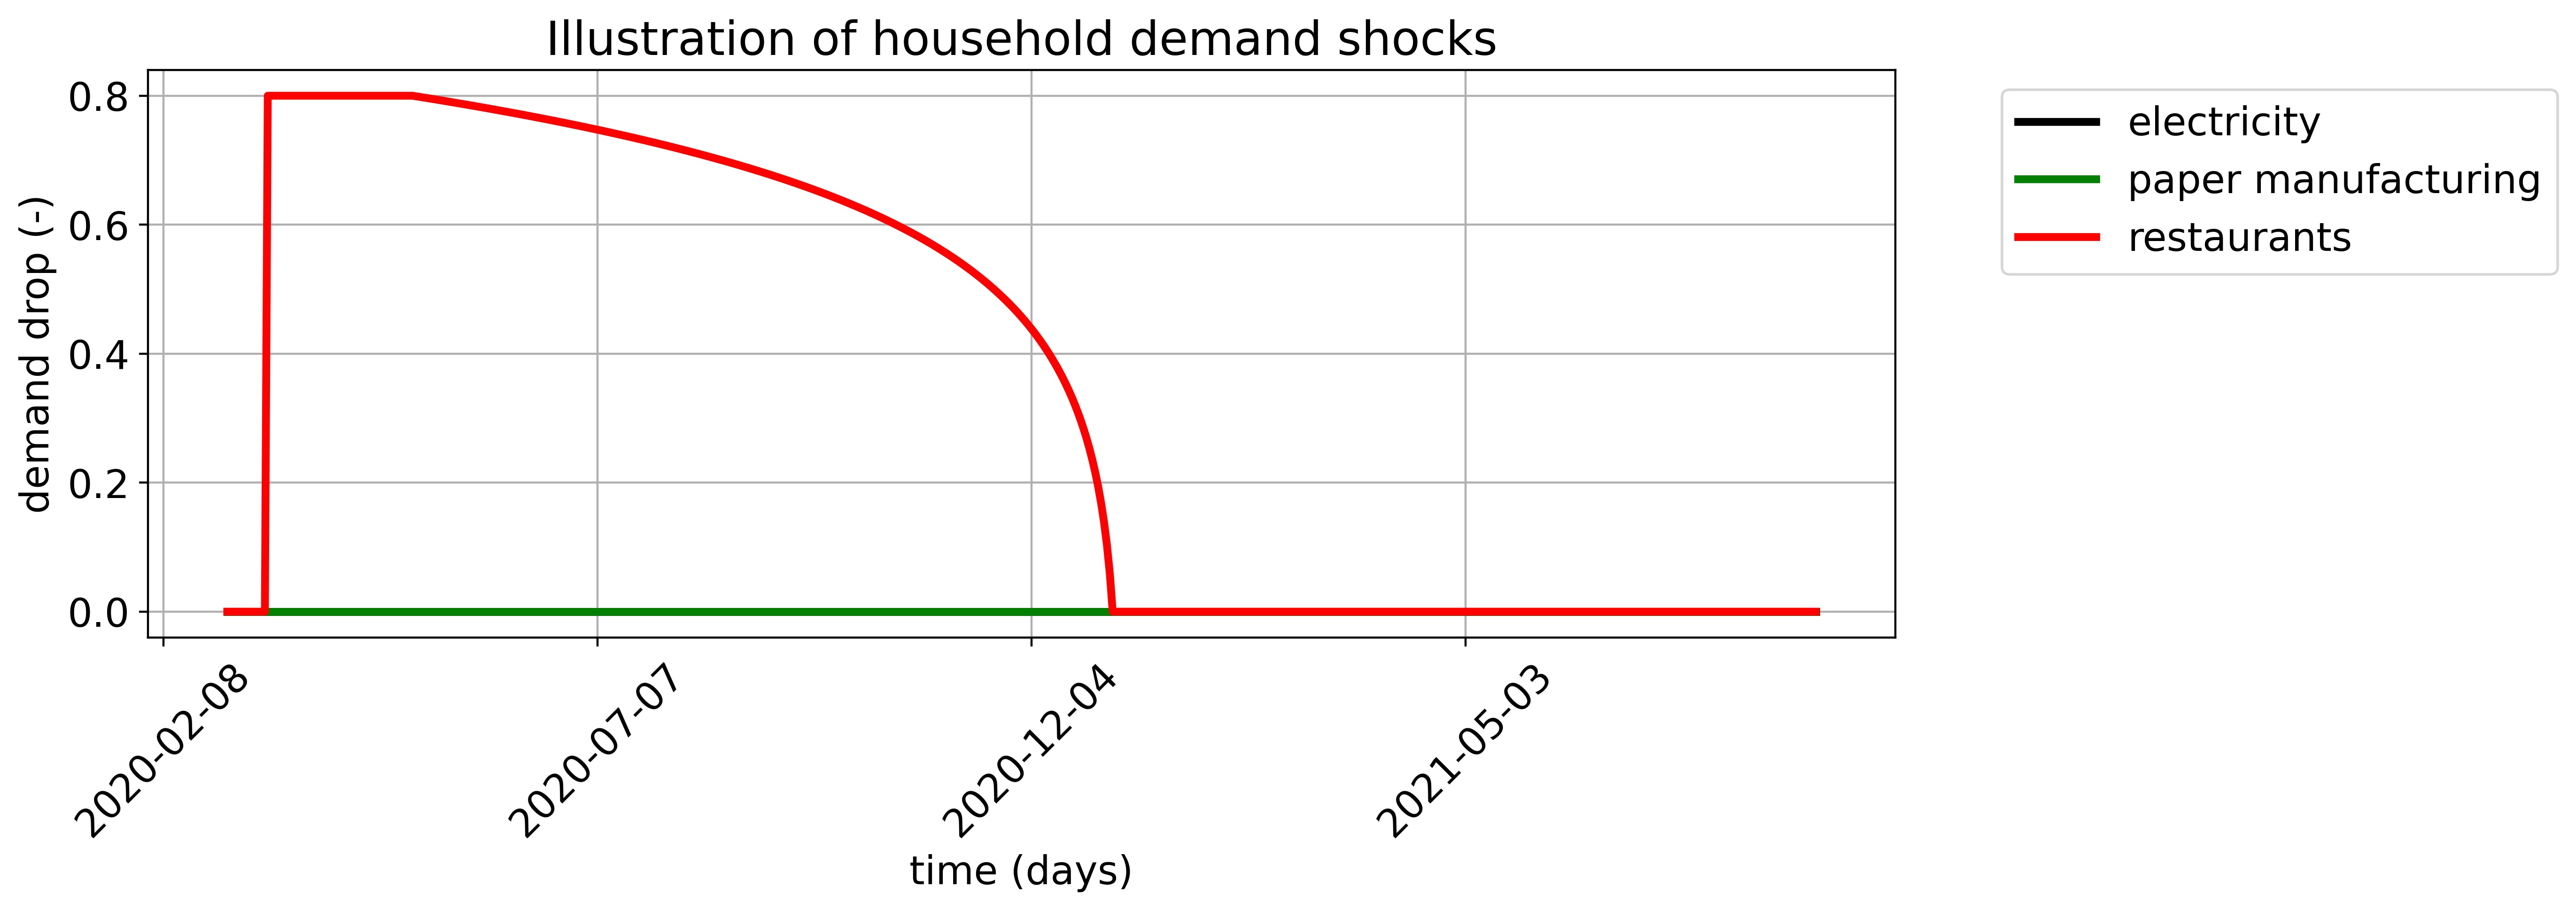 Illustration of household demand shocks
demand drop (-)
0.8
0.6
0.4
0.2
0.0
2020-02-08
2020-07-07
2020-12-04
2021-05-03
time (days)
electricity
paper manufacturing
restaurants